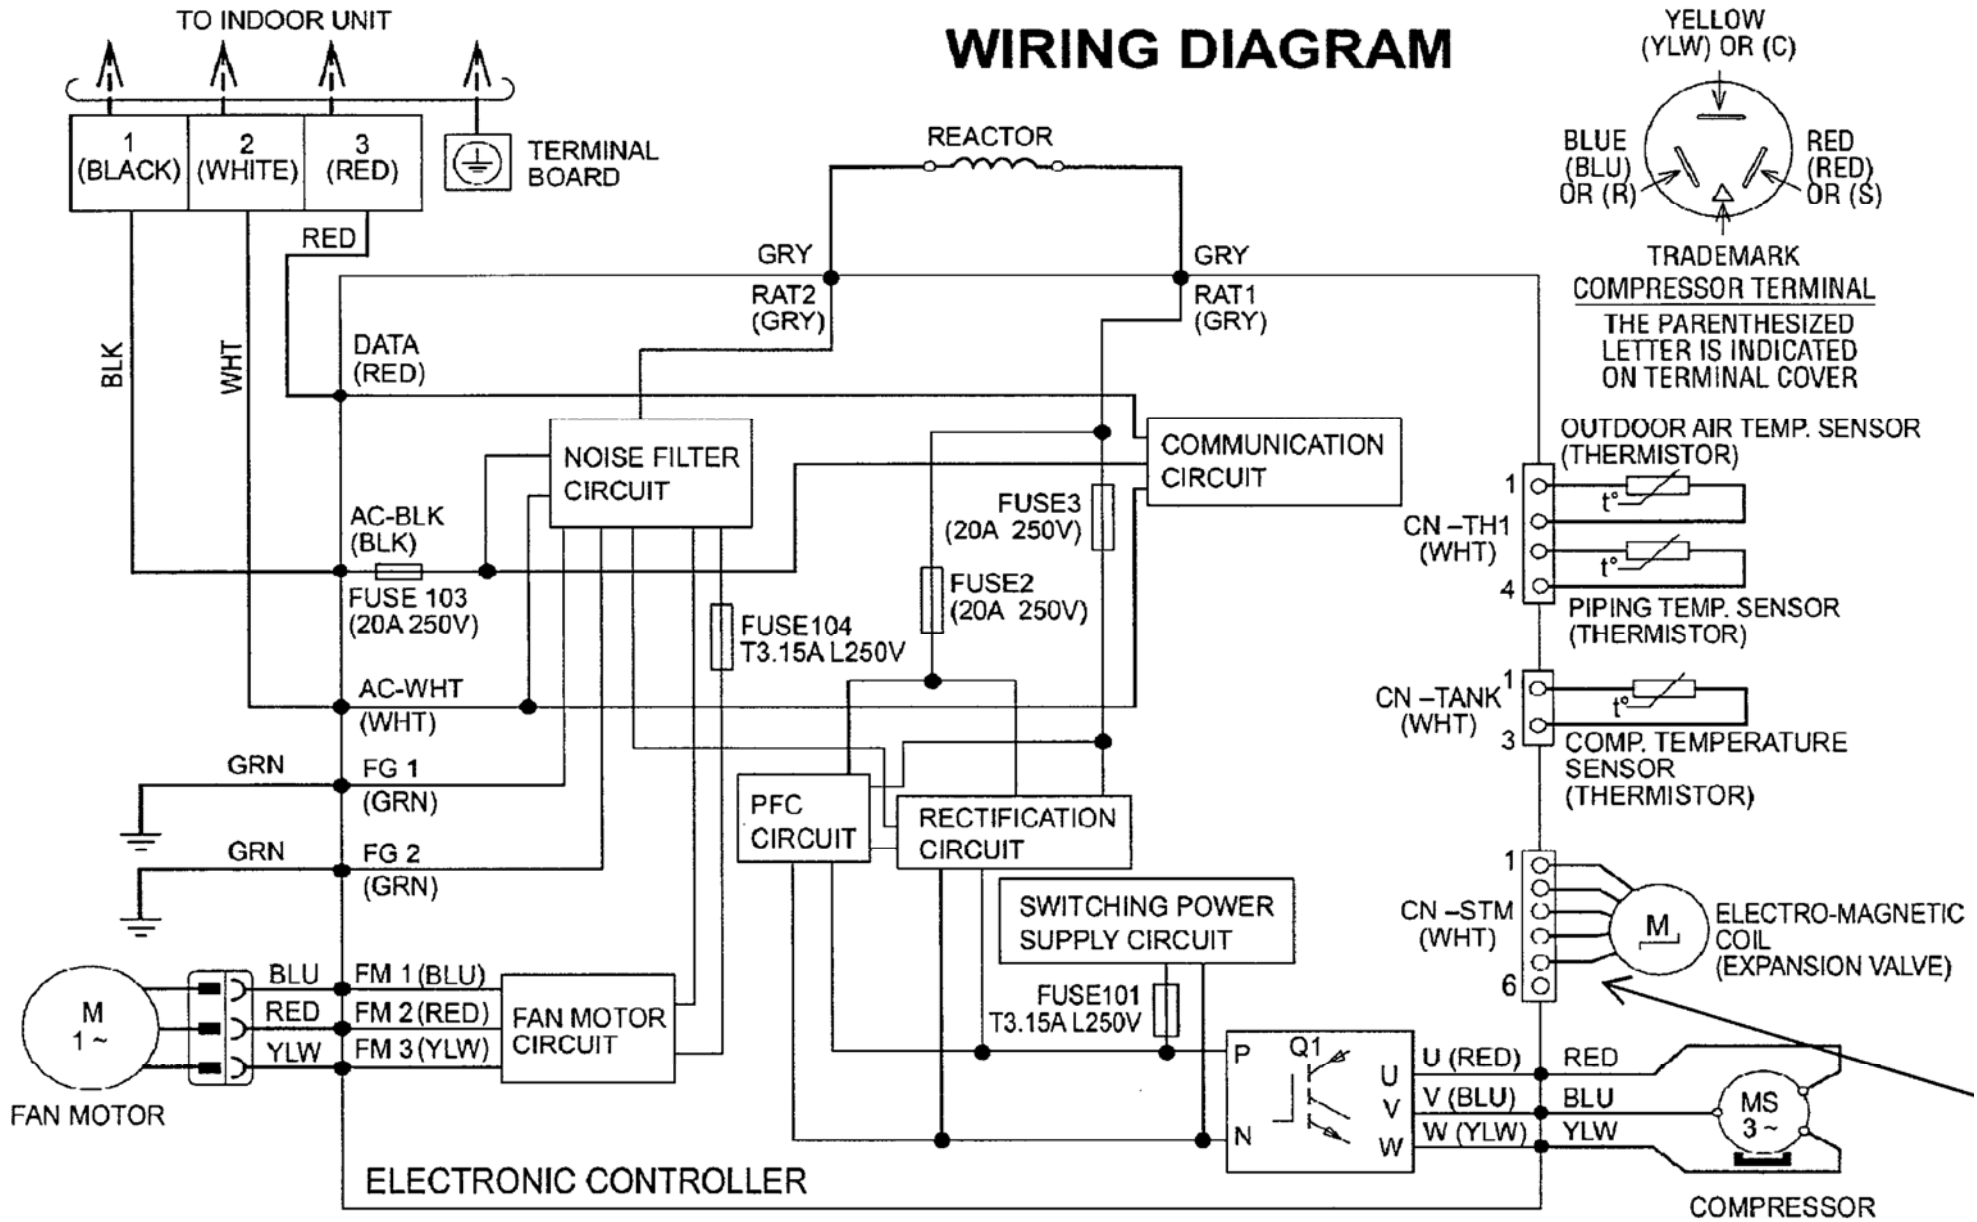 WIRING DIAGRAM
TO INDOOR UNIT
1
(BLACK)
2
(WHITE)
3
(RED)
TERMINAL
BOARD
RED
BLK
WHT
REACTOR
GRY
RAT2
(GRY)
GRY
RAT1
(GRY)
YELLOW
(YLW) OR (C)
BLUE
(BLU)
OR (R)
RED
(RED)
OR (S)
TRADEMARK
COMPRESSOR TERMINAL
THE PARENTHESIZED
LETTER IS INDICATED
ON TERMINAL COVER
DATA
(RED)
NOISE FILTER
CIRCUIT
COMMUNICATION
CIRCUIT
AC-BLK
(BLK)
FUSE 103
(20A 250V)
FUSE3
(20A 250V)
FUSE2
(20A 250V)
FUSE104
T3.15A L250V
AC-WHT
(WHT)
GRN
FG 1
(GRN)
GRN
FG 2
(GRN)
PFC
CIRCUIT
RECTIFICATION
CIRCUIT
SWITCHING POWER
SUPPLY CIRCUIT
FUSE101
T3.15A L250V
M
1 ~
FAN MOTOR
BLU
RED
YLW
FM 1 (BLU)
FM 2 (RED)
FM 3 (YLW)
FAN MOTOR
CIRCUIT
ELECTRONIC CONTROLLER
P
N
Q1
U
V
W
U (RED)
V (BLU)
W (YLW)
RED
BLU
YLW
MS
3 ~
COMPRESSOR
OUTDOOR AIR TEMP. SENSOR
(THERMISTOR)
1
t°
CN –TH1
(WHT)
t°
4
PIPING TEMP. SENSOR
(THERMISTOR)
1
t°
CN –TANK
(WHT)
3
COMP. TEMPERATURE
SENSOR
(THERMISTOR)
1
CN –STM
(WHT)
6
M
ELECTRO-MAGNETIC
COIL
(EXPANSION VALVE)